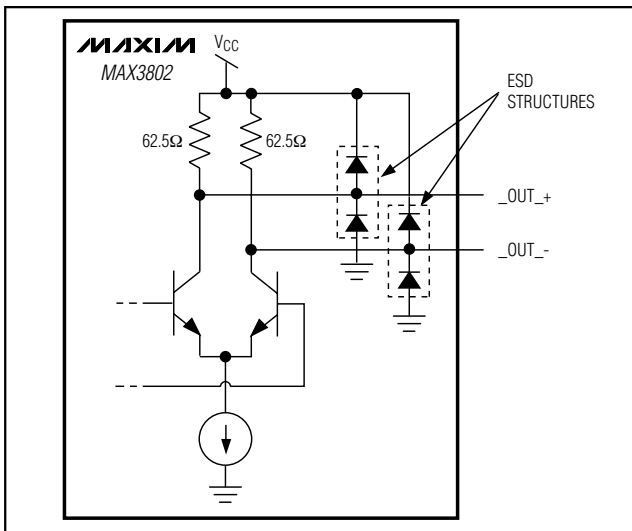 MAXIM
MAX3802
VCC
62.5Ω
62.5Ω
ESD
STRUCTURES
_OUT_+
_OUT_-